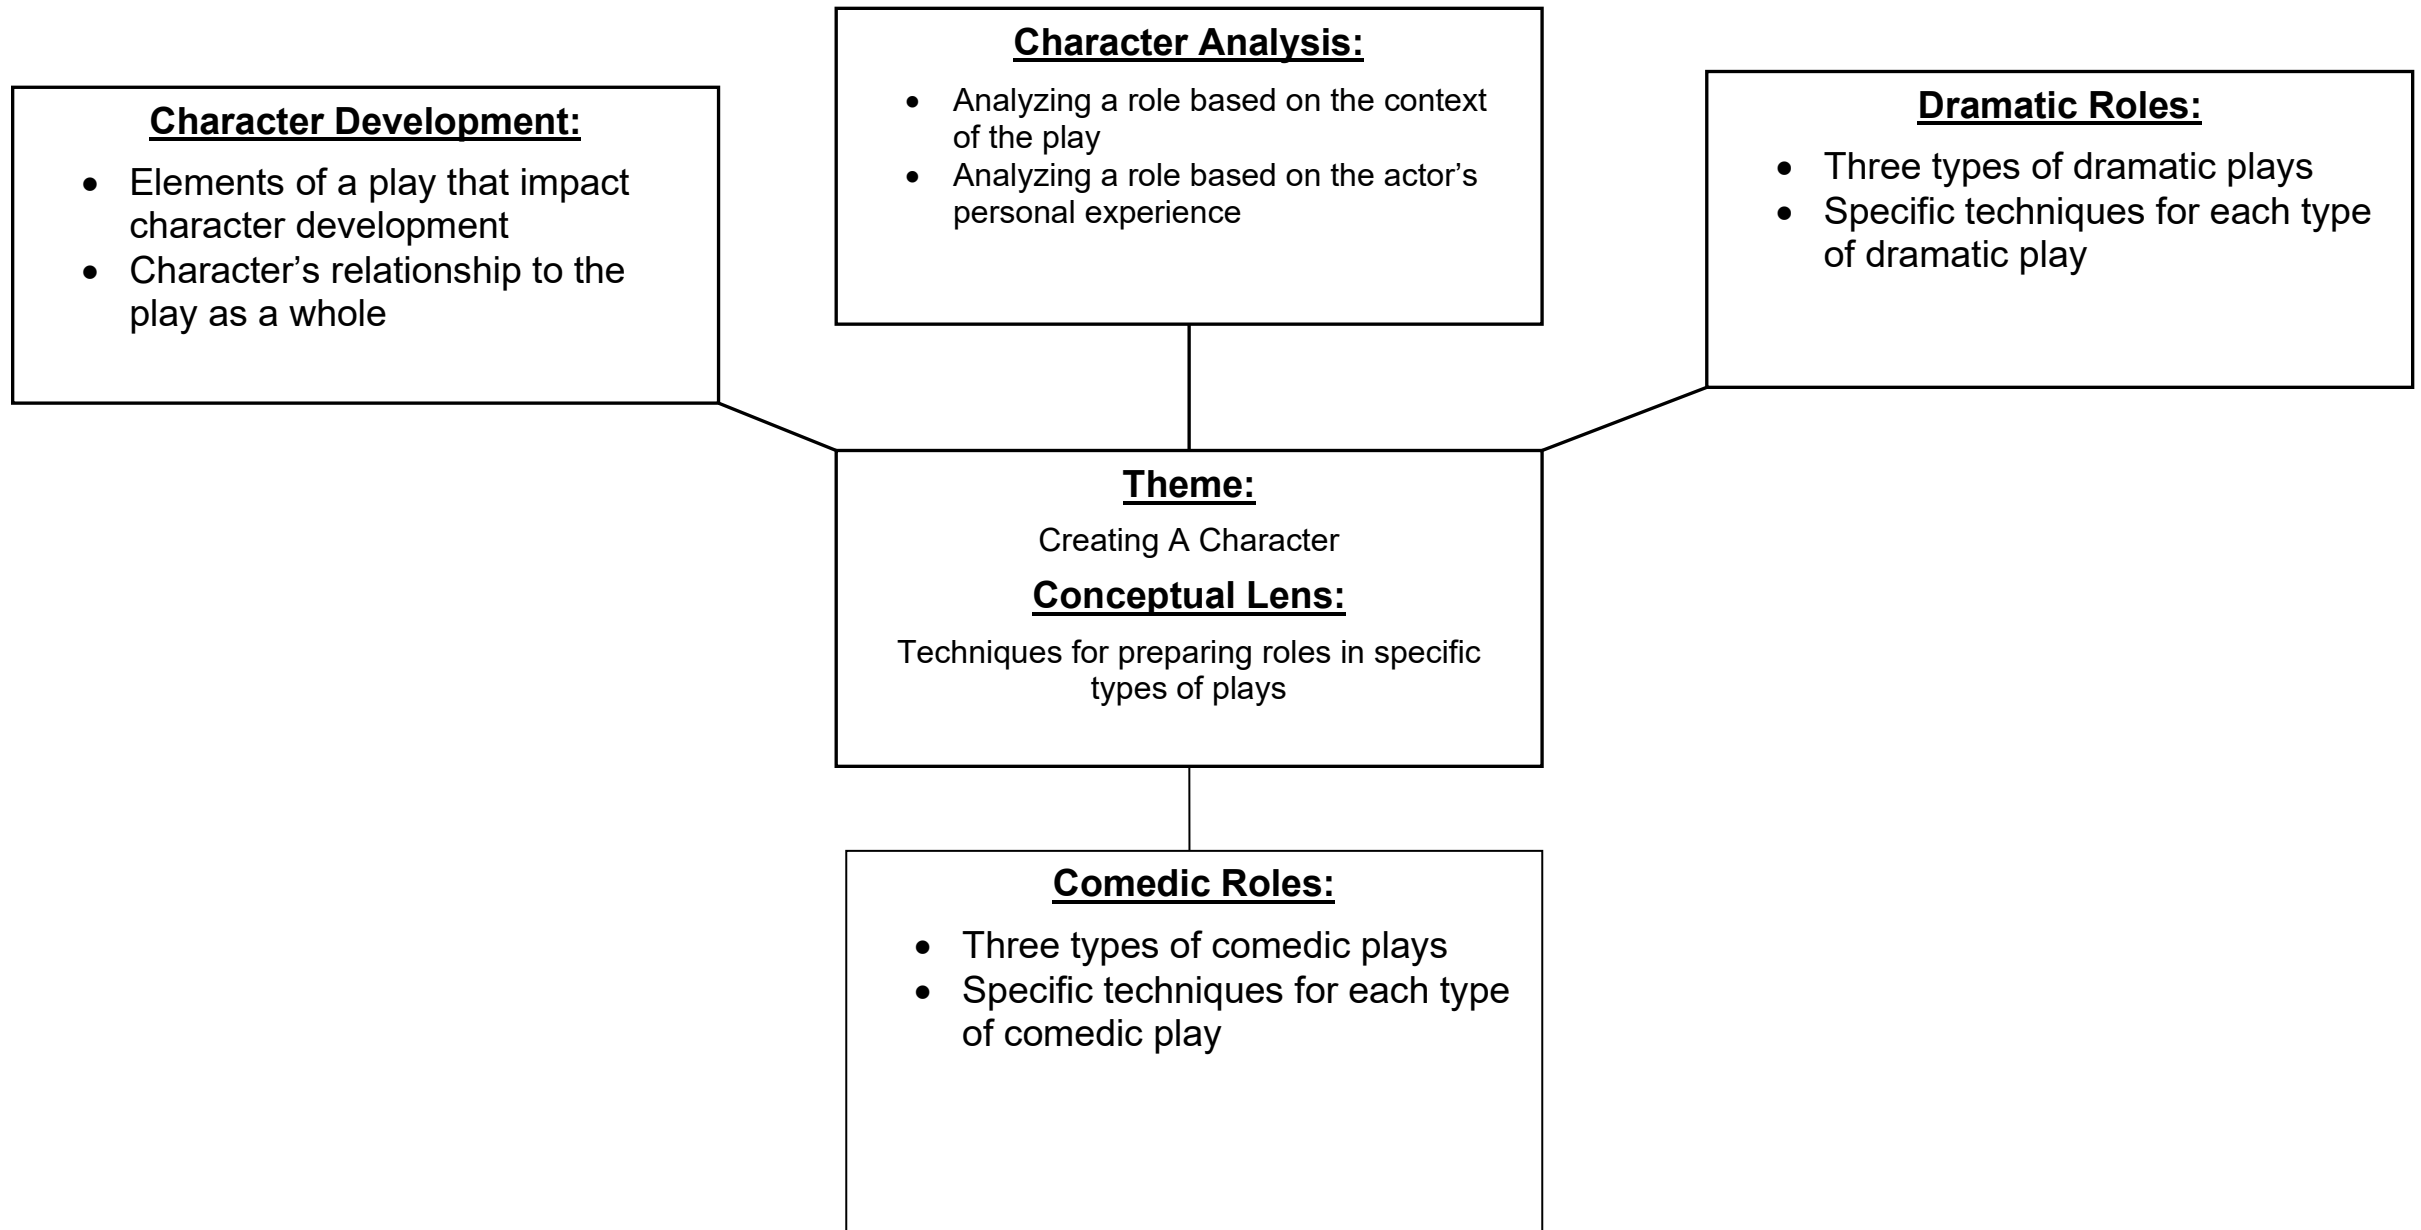 Character Analysis:
• Analyzing a role based on the context
of the play
• Analyzing a role based on the actor’s
personal experience
Character Development:
• Elements of a play that impact
character development
• Character’s relationship to the
play as a whole
Dramatic Roles:
• Three types of dramatic plays
• Specific techniques for each type
of dramatic play
Theme:
Creating A Character
Conceptual Lens:
Techniques for preparing roles in specific
types of plays
Comedic Roles:
• Three types of comedic plays
• Specific techniques for each type
of comedic play